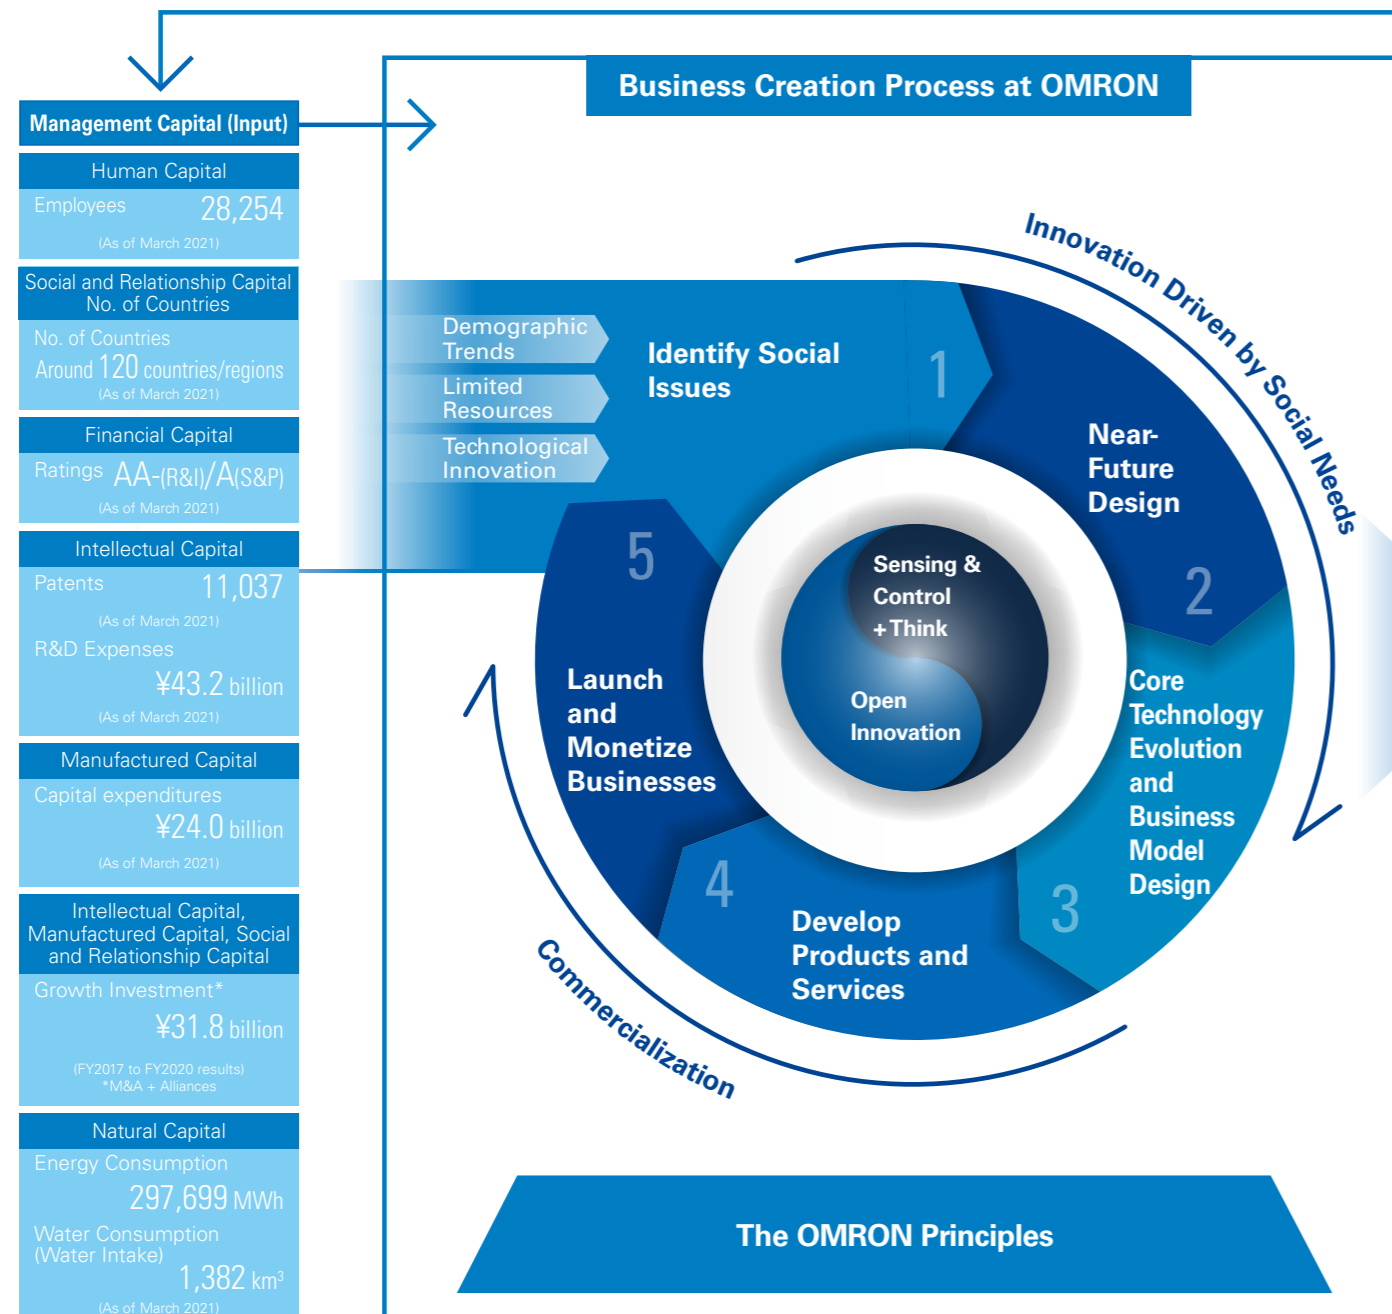 Business Creation Process at OMRON
Management Capital (Input)
Human Capital
Employees 28,254
(As of March 2021)
Social and Relationship Capital
No. of Countries
No. of Countries
Around 120 countries/regions
(As of March 2021)
Financial Capital
Ratings AA-(R&I)/A(S&P)
(As of March 2021)
Intellectual Capital
Patents 11,037
(As of March 2021)
R&D Expenses
¥43.2 billion
(As of March 2021)
Manufactured Capital
Capital expenditures
¥24.0 billion
(As of March 2021)
Intellectual Capital,
Manufactured Capital, Social
and Relationship Capital
Growth Investment*
¥31.8 billion
(FY2017 to FY2020 results)
*M&A + Alliances
Natural Capital
Energy Consumption
297,699 MWh
Water Consumption
(Water Intake)
1,382 km³
(As of March 2021)
Demographic
Trends
Limited
Resources
Technological
Innovation
Identify Social
Issues
1
Innovation Driven by Social Needs
Near-
Future
Design
2
Core
Technology
Evolution
and
Business
Model
Design
3
Develop
Products and
Services
4
Launch
and
Monetize
Businesses
5
Commercialization
Sensing &
Control
+ Think
Open
Innovation
The OMRON Principles